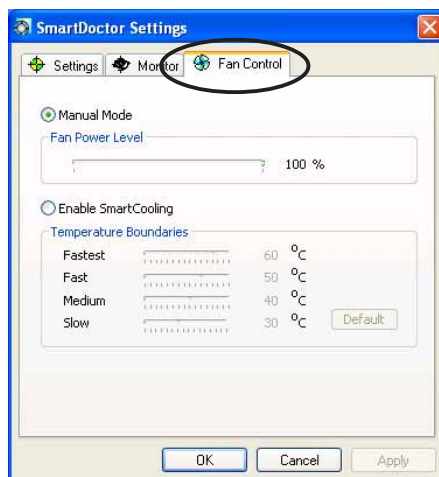 SmartDoctor Settings
Settings Monitor Fan Control
Manual Mode
Fan Power Level
100 %
Enable SmartCooling
Temperature Boundaries
Fastest 60 °C
Fast 50 °C
Medium 40 °C
Slow 30 °C Default
OK Cancel Apply